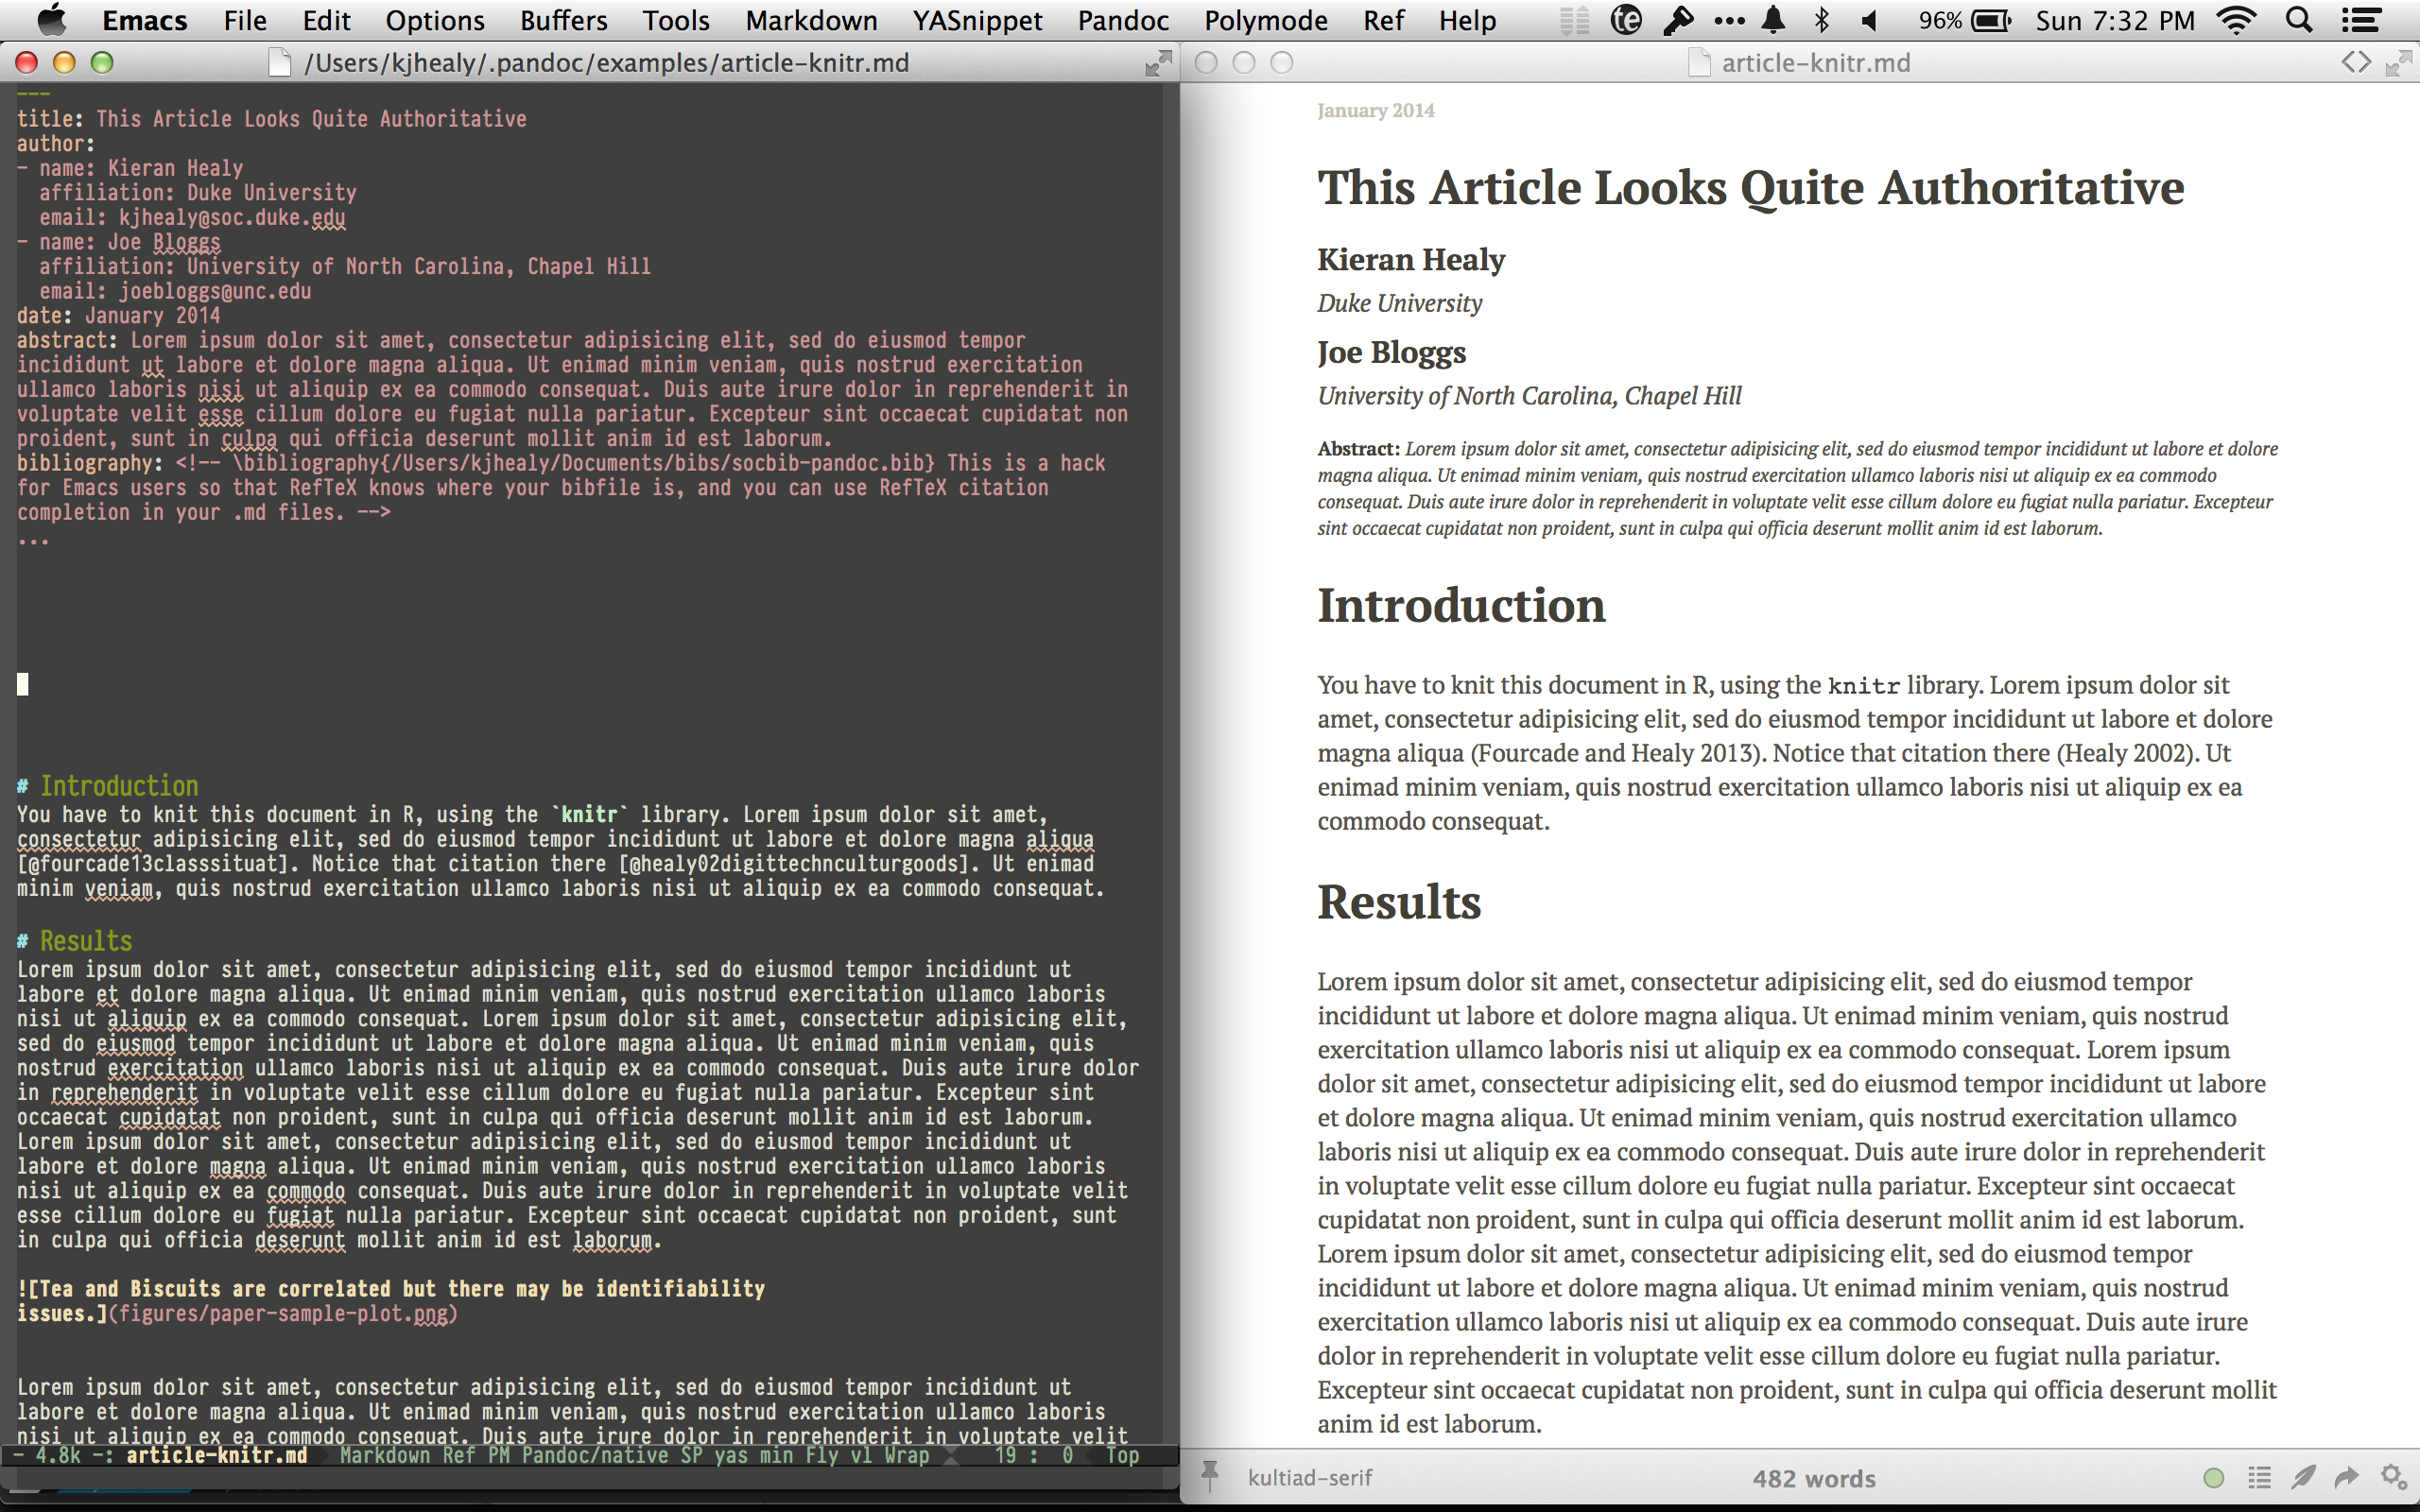 Emacs File Edit Options Buffers Tools Markdown YASnippet Pandoc Polymode Ref Help te 96% Sun 7:32 PM
/Users/kjhealy/.pandoc/examples/article-knitr.md
---
title: This Article Looks Quite Authoritative
author:
- name: Kieran Healy
affiliation: Duke University
email: kjhealy@soc.duke.edu
- name: Joe Bloggs
affiliation: University of North Carolina, Chapel Hill
email: joebloggs@unc.edu
date: January 2014
abstract: Lorem ipsum dolor sit amet, consectetur adipisicing elit, sed do eiusmod tempor
incididunt ut labore et dolore magna aliqua. Ut enimad minim veniam, quis nostrud exercitation
ullamco laboris nisi ut aliquip ex ea commodo consequat. Duis aute irure dolor in reprehenderit in
voluptate velit esse cillum dolore eu fugiat nulla pariatur. Excepteur sint occaecat cupidatat non
proident, sunt in culpa qui officia deserunt mollit anim id est laborum.
bibliography: <!-- \bibliography{/Users/kjhealy/Documents/bibs/socbib-pandoc.bib} This is a hack
for Emacs users so that RefTeX knows where your bibfile is, and you can use RefTeX citation
completion in your .md files. -->
...
# Introduction
You have to knit this document in R, using the `knitr` library. Lorem ipsum dolor sit amet,
consectetur adipisicing elit, sed do eiusmod tempor incididunt ut labore et dolore magna aliqua
[@fourcade13classsituat]. Notice that citation there [@healy02digittechnculturgoods]. Ut enimad
minim veniam, quis nostrud exercitation ullamco laboris nisi ut aliquip ex ea commodo consequat.
# Results
Lorem ipsum dolor sit amet, consectetur adipisicing elit, sed do eiusmod tempor incididunt ut
labore et dolore magna aliqua. Ut enimad minim veniam, quis nostrud exercitation ullamco laboris
nisi ut aliquip ex ea commodo consequat. Lorem ipsum dolor sit amet, consectetur adipisicing elit,
sed do eiusmod tempor incididunt ut labore et dolore magna aliqua. Ut enimad minim veniam, quis
nostrud exercitation ullamco laboris nisi ut aliquip ex ea commodo consequat. Duis aute irure dolor
in reprehenderit in voluptate velit esse cillum dolore eu fugiat nulla pariatur. Excepteur sint
occaecat cupidatat non proident, sunt in culpa qui officia deserunt mollit anim id est laborum.
Lorem ipsum dolor sit amet, consectetur adipisicing elit, sed do eiusmod tempor incididunt ut
labore et dolore magna aliqua. Ut enimad minim veniam, quis nostrud exercitation ullamco laboris
nisi ut aliquip ex ea commodo consequat. Duis aute irure dolor in reprehenderit in voluptate velit
esse cillum dolore eu fugiat nulla pariatur. Excepteur sint occaecat cupidatat non proident, sunt
in culpa qui officia deserunt mollit anim id est laborum.
![Tea and Biscuits are correlated but there may be identifiability
issues.](figures/paper-sample-plot.png)
Lorem ipsum dolor sit amet, consectetur adipisicing elit, sed do eiusmod tempor incididunt ut
labore et dolore magna aliqua. Ut enimad minim veniam, quis nostrud exercitation ullamco laboris
nisi ut aliquip ex ea commodo consequat. Duis aute irure dolor in reprehenderit in voluptate velit
- 4.8k -: article-knitr.md Markdown Ref PM Pandoc/native SP yas min Fly vl Wrap 19 : 0 Top
article-knitr.md
January 2014
This Article Looks Quite Authoritative
Kieran Healy
Duke University
Joe Bloggs
University of North Carolina, Chapel Hill
Abstract: Lorem ipsum dolor sit amet, consectetur adipisicing elit, sed do eiusmod tempor incididunt ut labore et dolore
magna aliqua. Ut enimad minim veniam, quis nostrud exercitation ullamco laboris nisi ut aliquip ex ea commodo
consequat. Duis aute irure dolor in reprehenderit in voluptate velit esse cillum dolore eu fugiat nulla pariatur. Excepteur
sint occaecat cupidatat non proident, sunt in culpa qui officia deserunt mollit anim id est laborum.
Introduction
You have to knit this document in R, using the knitr library. Lorem ipsum dolor sit
amet, consectetur adipisicing elit, sed do eiusmod tempor incididunt ut labore et dolore
magna aliqua (Fourcade and Healy 2013). Notice that citation there (Healy 2002). Ut
enimad minim veniam, quis nostrud exercitation ullamco laboris nisi ut aliquip ex ea
commodo consequat.
Results
Lorem ipsum dolor sit amet, consectetur adipisicing elit, sed do eiusmod tempor
incididunt ut labore et dolore magna aliqua. Ut enimad minim veniam, quis nostrud
exercitation ullamco laboris nisi ut aliquip ex ea commodo consequat. Lorem ipsum
dolor sit amet, consectetur adipisicing elit, sed do eiusmod tempor incididunt ut labore
et dolore magna aliqua. Ut enimad minim veniam, quis nostrud exercitation ullamco
laboris nisi ut aliquip ex ea commodo consequat. Duis aute irure dolor in reprehenderit
in voluptate velit esse cillum dolore eu fugiat nulla pariatur. Excepteur sint occaecat
cupidatat non proident, sunt in culpa qui officia deserunt mollit anim id est laborum.
Lorem ipsum dolor sit amet, consectetur adipisicing elit, sed do eiusmod tempor
incididunt ut labore et dolore magna aliqua. Ut enimad minim veniam, quis nostrud
exercitation ullamco laboris nisi ut aliquip ex ea commodo consequat. Duis aute irure
dolor in reprehenderit in voluptate velit esse cillum dolore eu fugiat nulla pariatur.
Excepteur sint occaecat cupidatat non proident, sunt in culpa qui officia deserunt mollit
anim id est laborum.
kultiad-serif 482 words